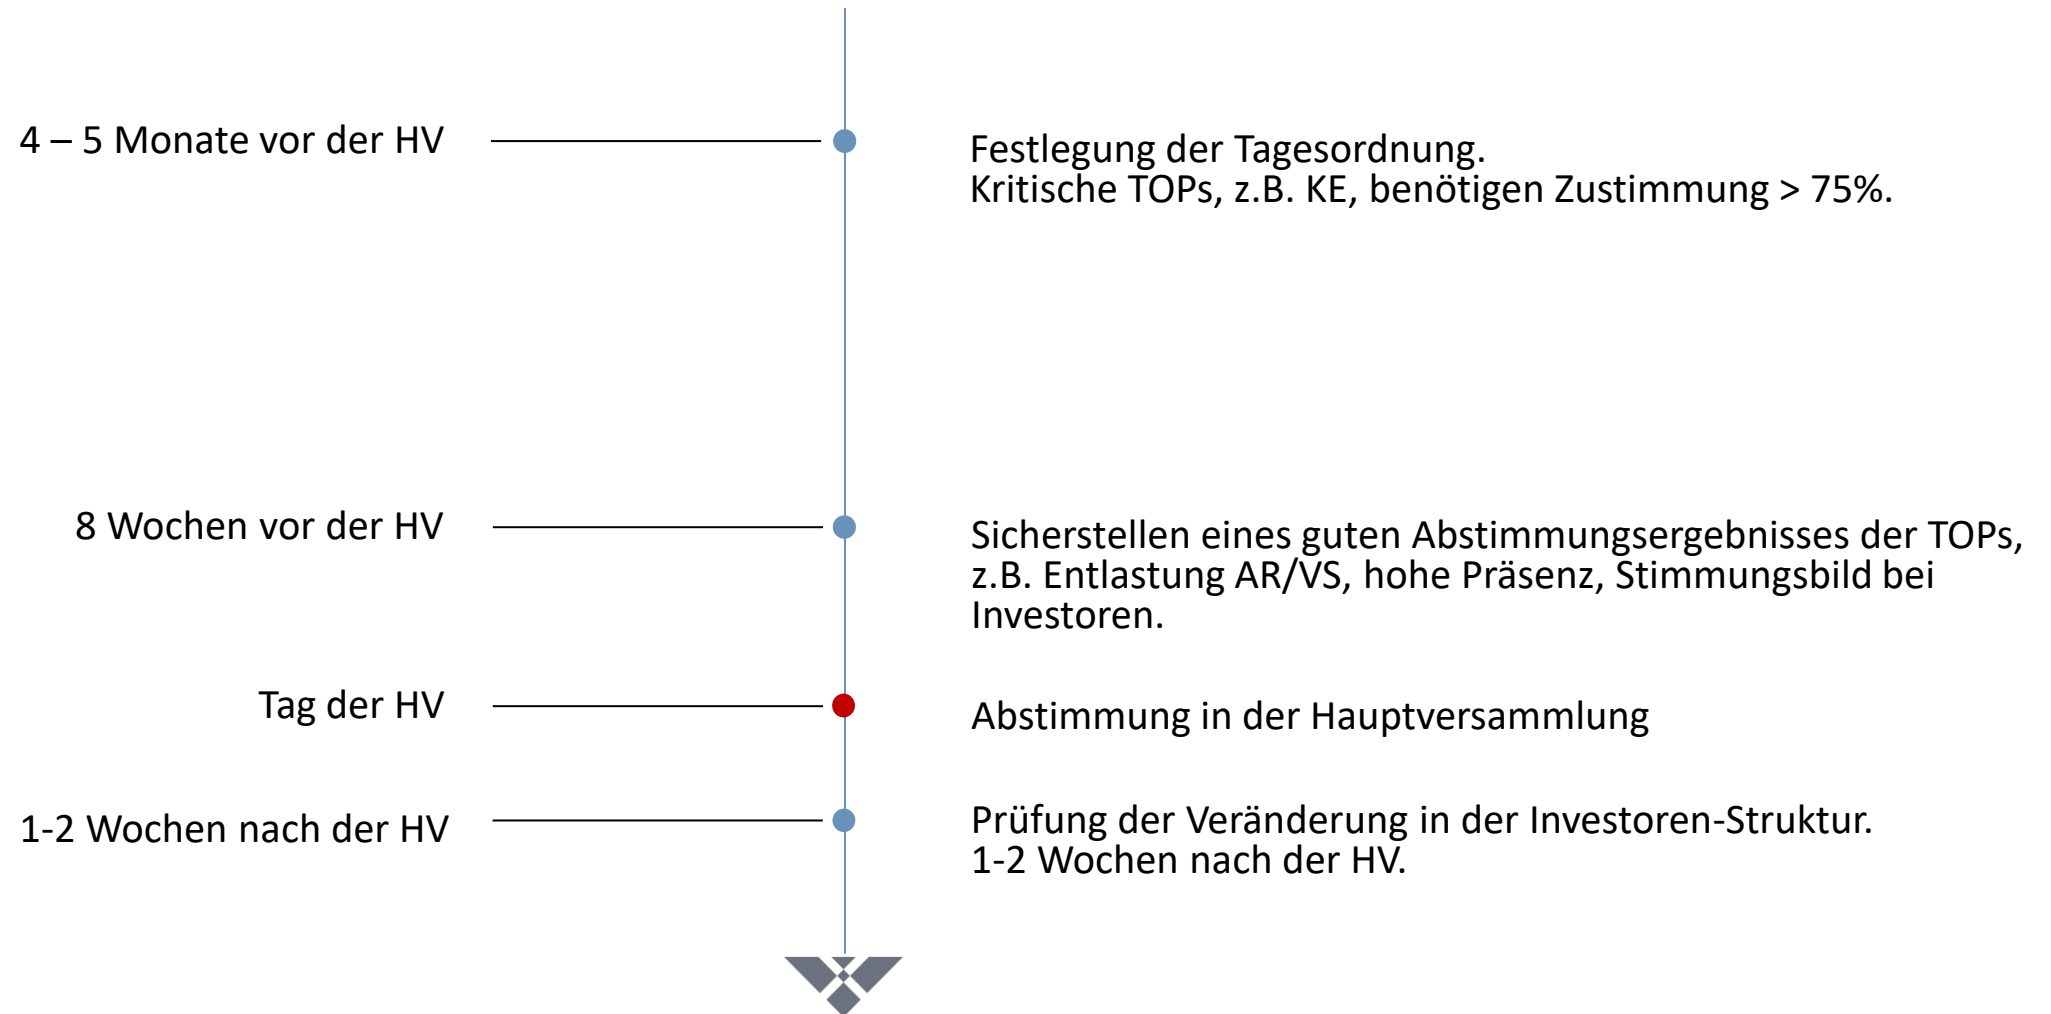 4 – 5 Monate vor der HV
Festlegung der Tagesordnung.
Kritische TOPs, z.B. KE, benötigen Zustimmung > 75%.
8 Wochen vor der HV
Sicherstellen eines guten Abstimmungsergebnisses der TOPs,
z.B. Entlastung AR/VS, hohe Präsenz, Stimmungsbild bei
Investoren.
Tag der HV
Abstimmung in der Hauptversammlung
1-2 Wochen nach der HV
Prüfung der Veränderung in der Investoren-Struktur.
1-2 Wochen nach der HV.